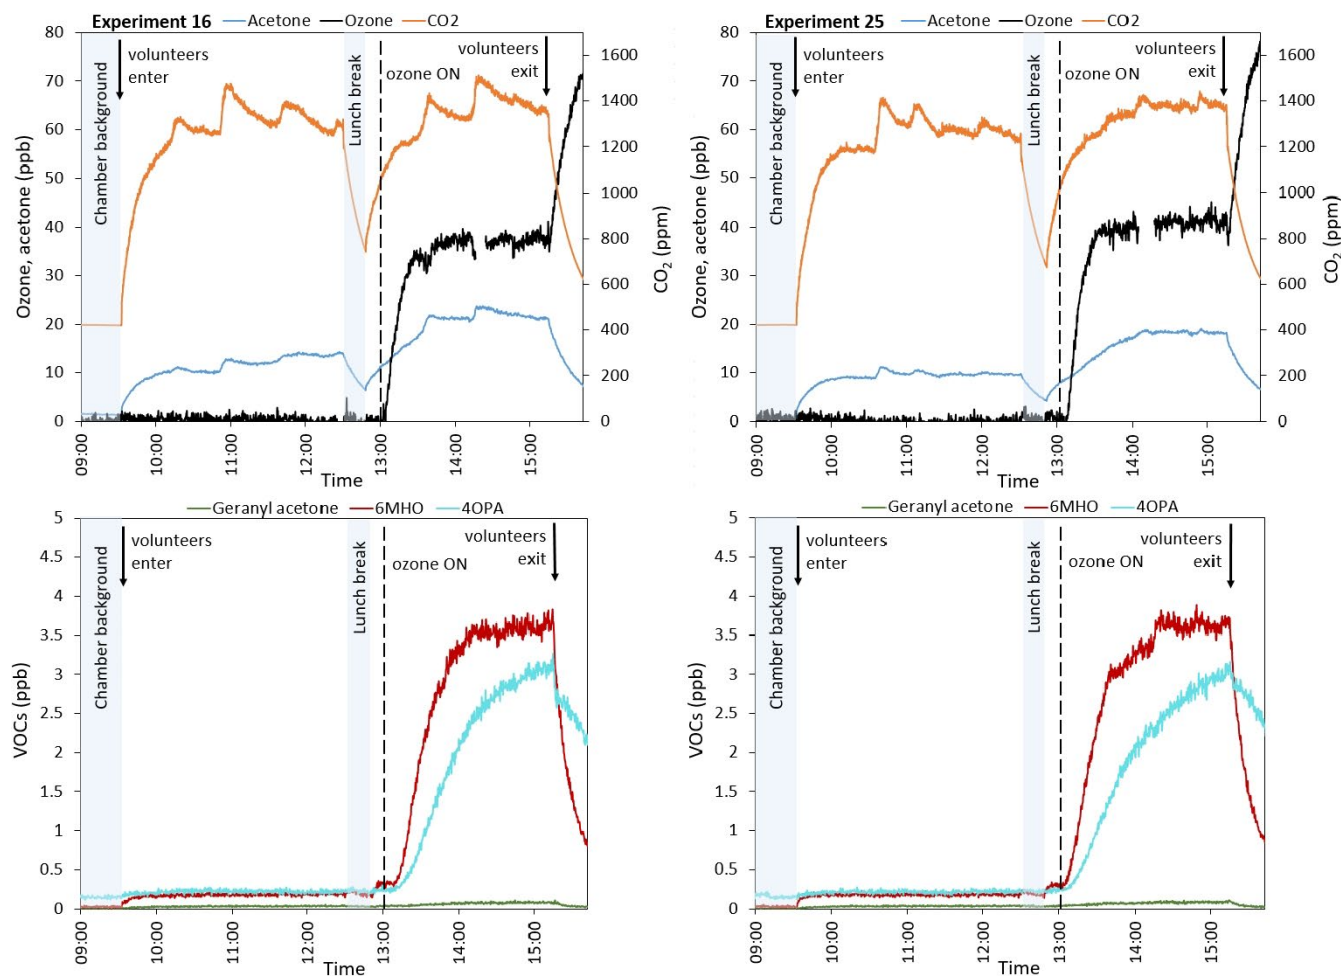 Experiment 16
Acetone Ozone CO2
80
70
60
50
40
30
20
10
0
Ozone, acetone (ppb)
1600
1400
1200
1000
800
600
400
200
0
CO2 (ppm)
Chamber background
volunteers
enter
Lunch break
ozone ON
volunteers
exit
09:00 10:00 11:00 12:00 13:00 14:00 15:00
Time
Experiment 25
Acetone Ozone CO2
80
70
60
50
40
30
20
10
0
Ozone, acetone (ppb)
1600
1400
1200
1000
800
600
400
200
0
CO2 (ppm)
Chamber background
volunteers
enter
Lunch break
ozone ON
volunteers
exit
09:00 10:00 11:00 12:00 13:00 14:00 15:00
Time
Geranyl acetone 6MHO 4OPA
5
4.5
4
3.5
3
2.5
2
1.5
1
0.5
0
VOCs (ppb)
Chamber background
volunteers
enter
Lunch break
ozone ON
volunteers
exit
09:00 10:00 11:00 12:00 13:00 14:00 15:00
Time
Geranyl acetone 6MHO 4OPA
5
4.5
4
3.5
3
2.5
2
1.5
1
0.5
0
VOCs (ppb)
Chamber background
volunteers
enter
Lunch break
ozone ON
volunteers
exit
09:00 10:00 11:00 12:00 13:00 14:00 15:00
Time